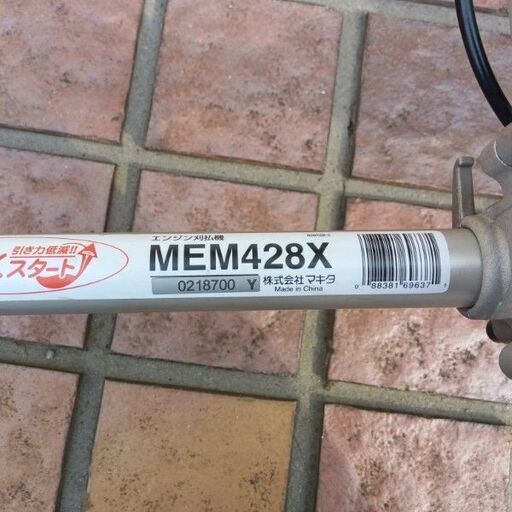 引き力低減!!
くスタート
エンジン刈払機
MEM428X
0218700 Y
株式会社マキタ
Made in China
0 88381 69637